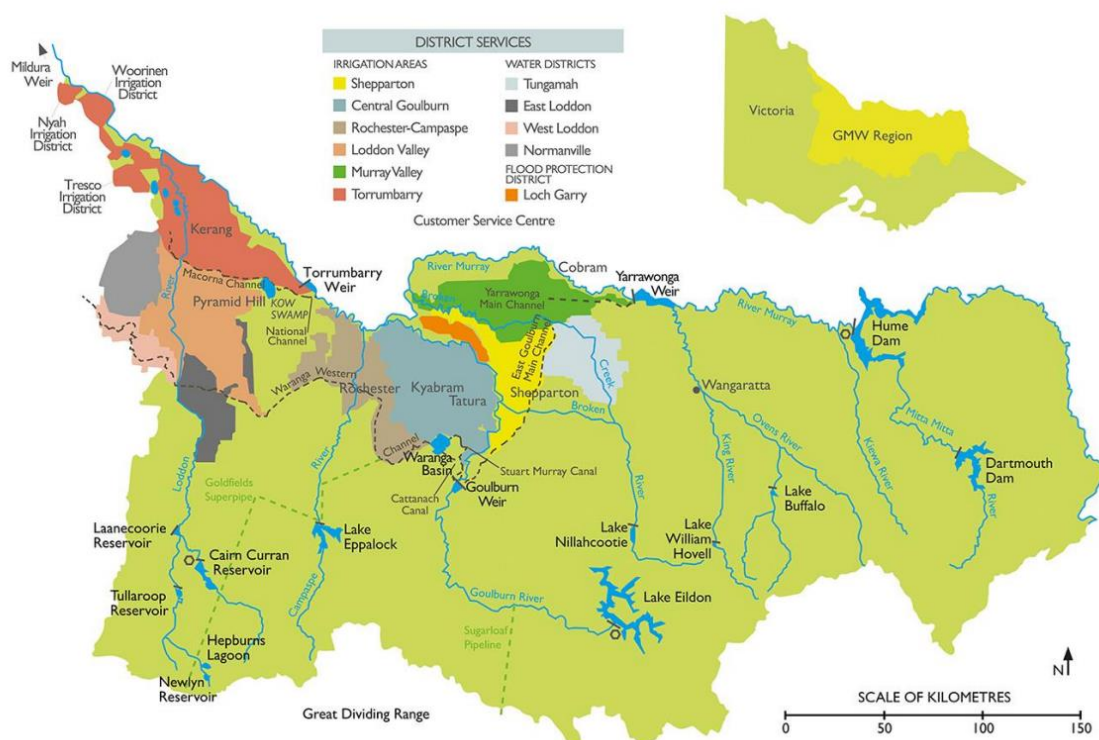 DISTRICT SERVICES
IRRIGATION AREAS
Shepparton
Central Goulburn
Rochester-Campaspe
Loddon Valley
Murray Valley
Torrumbarry
WATER DISTRICTS
Tungamah
East Loddon
West Loddon
Normanville
FLOOD PROTECTION
DISTRICT
Loch Garry
Customer Service Centre
Victoria
GMW Region
Mildura
Weir
Woorinen
Irrigation
District
Nyah
Irrigation
District
Tresco
Irrigation
District
Kerang
River
Macorna Channel
Torrumbarry
Weir
Pyramid Hill
KOW
SWAMP
National
Channel
River Murray
Cobram
Broken
Yarrawonga
Main Channel
Yarrawonga
Weir
River Murray
Hume
Dam
East Goulburn
Main Channel
Creek
Waranga Western
Rochester
Kyabram
Tatura
Shepparton
Broken
Wangaratta
Ovens River
Mitta Mitta
King River
Kiewa River
Dartmouth
Dam
River
Channel
Waranga
Basin
Stuart Murray Canal
Cattanach
Canal
Goulburn
Weir
River
Loddon
River
Goldfields
Superpipe
Lake
Buffalo
Laanecoorie
Reservoir
Lake
Eppalock
Lake
Nillahcootie
Lake
William
Hovell
Cairn Curran
Reservoir
Tullaroop
Reservoir
Campaspe
Goulburn River
Lake Eildon
Hepburns
Lagoon
Sugarloaf
Pipeline
Newlyn
Reservoir
Great Dividing Range
N
SCALE OF KILOMETRES
0 50 100 150